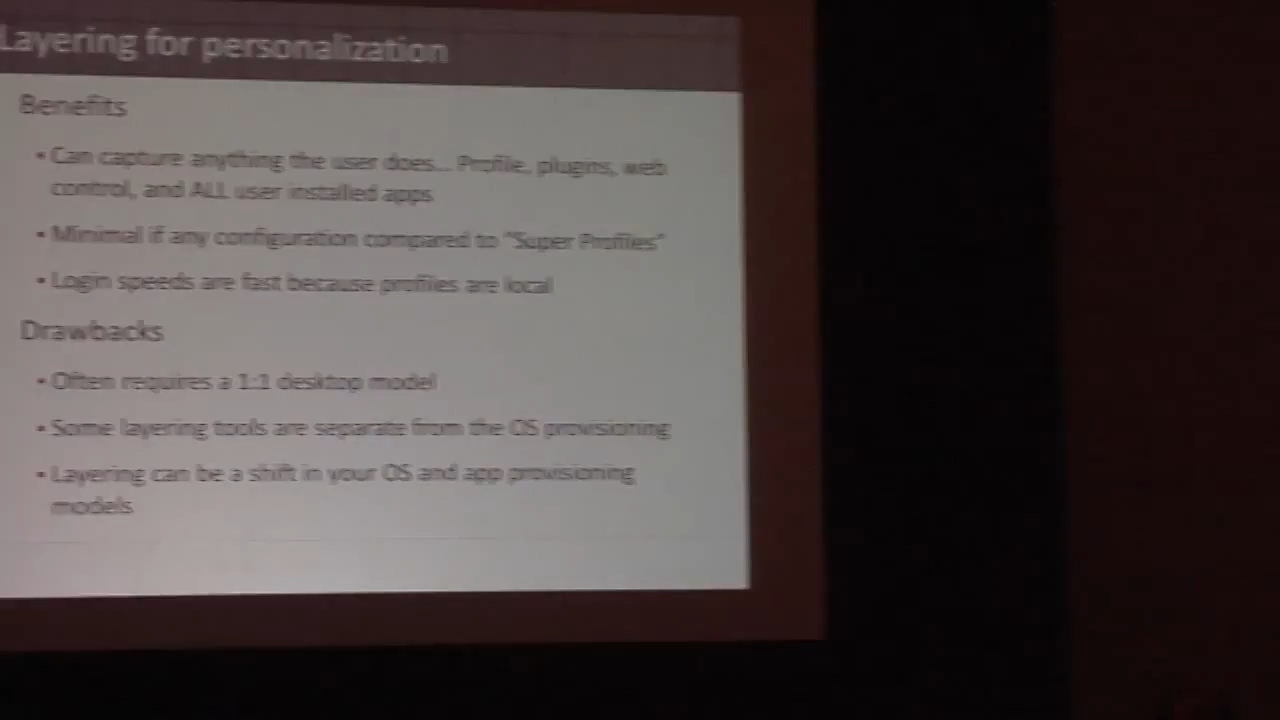 Layering for personalization
Benefits
• Can capture anything the user does... Profile, plugins, web
control, and ALL user installed apps
• Minimal if any configuration compared to "Super Profiles"
• Login speeds are fast because profiles are local
Drawbacks
• Often requires a 1:1 desktop model
• Some layering tools are separate from the OS provisioning
• Layering can be a shift in your OS and app provisioning
models